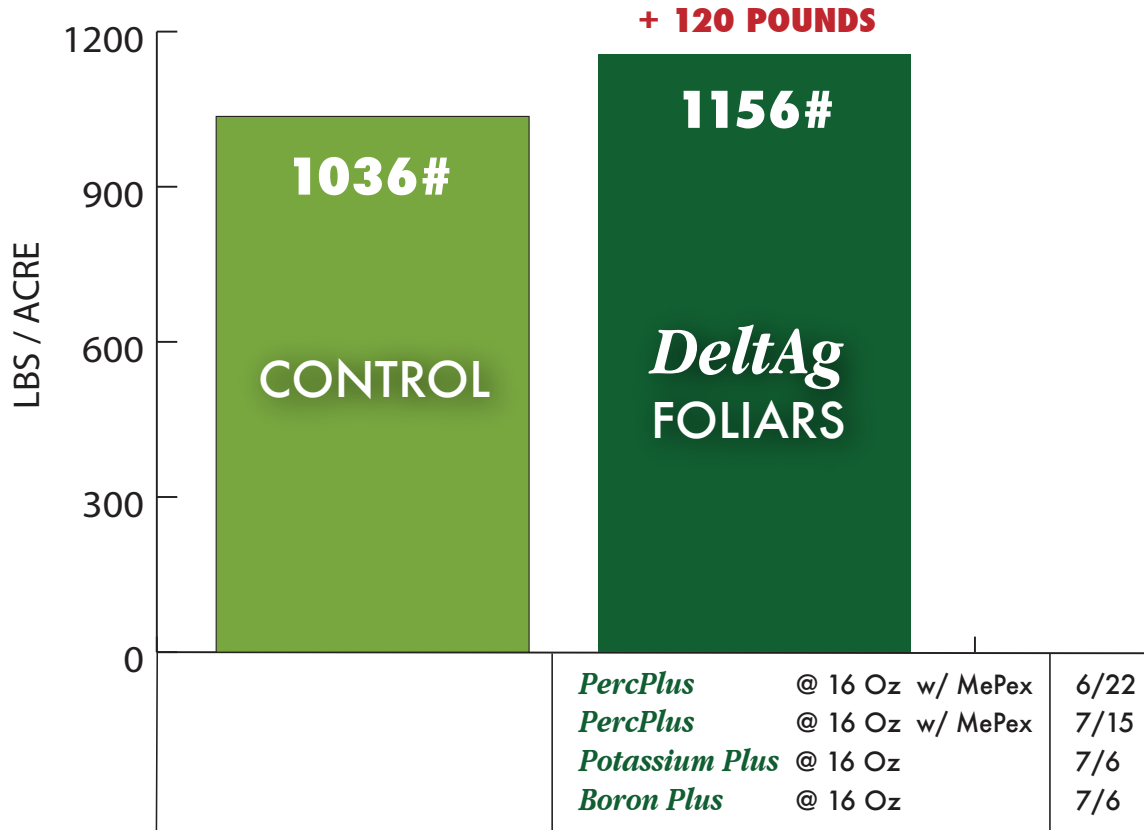 + 120 POUNDS
1200
900
600
300
0
LBS / ACRE
1036#
CONTROL
1156#
DeltAg
FOLIARS
PercPlus @ 16 Oz w/ MePex 6/22
PercPlus @ 16 Oz w/ MePex 7/15
Potassium Plus @ 16 Oz 7/6
Boron Plus @ 16 Oz 7/6